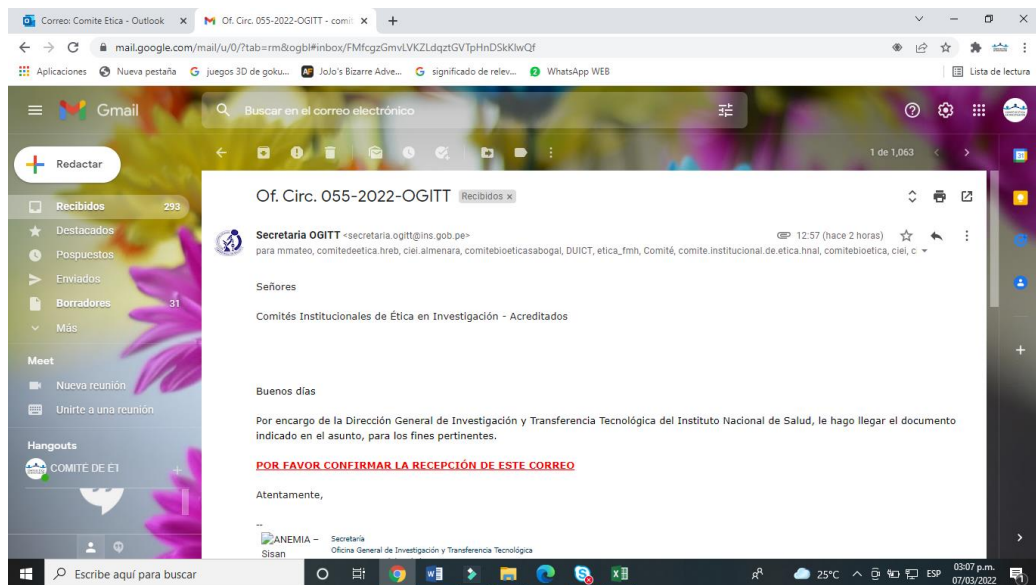 Correo: Comite Etica - Outlook
Of. Circ. 055-2022-OGITT - comit
mail.google.com/mail/u/0/?tab=rm&ogbl#inbox/FMfcgzGmvLVKZLdqztGVTpHnDSkKlwQf
Aplicaciones Nueva pestaña juegos 3D de goku... JoJo's Bizarre Adve... significado de relev... WhatsApp WEB Lista de lectura
Gmail
Buscar en el correo electrónico
Redactar
1 de 1,063
Of. Circ. 055-2022-OGITT Recibidos x
Recibidos 293
Destacados
Pospuestos
Enviados
Borradores 31
Más
Meet
Nueva reunión
Unirte a una reunión
Hangouts
COMITÉ DE ÉT
Secretaria OGITT <secretaria.ogitt@ins.gob.pe> 12:57 (hace 2 horas)
para mmateo, comitedeetica.hreb, ciei.almenara, comitebioeticasabogal, DUICT, etica_fmh, Comité, comite.institucional.de.etica.hnal, comitebioetica, ciei, c
Señores
Comités Institucionales de Ética en Investigación - Acreditados
Buenos días
Por encargo de la Dirección General de Investigación y Transferencia Tecnológica del Instituto Nacional de Salud, le hago llegar el documento
indicado en el asunto, para los fines pertinentes.
POR FAVOR CONFIRMAR LA RECEPCIÓN DE ESTE CORREO
Atentamente,
--
ANEMIA –
Sisan
Secretaría
Oficina General de Investigación y Transferencia Tecnológica
Escribe aquí para buscar
25°C
ESP
03:07 p.m.
07/03/2022